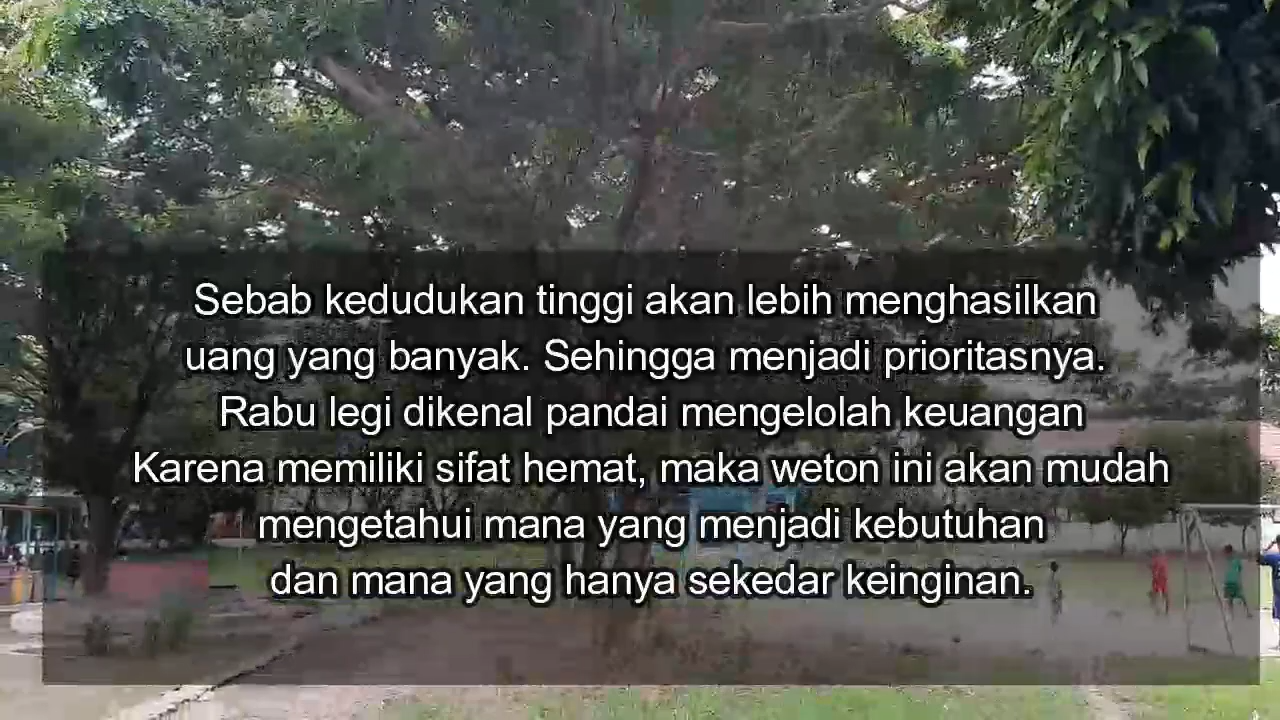 Sebab kedudukan tinggi akan lebih menghasilkan
uang yang banyak. Sehingga menjadi prioritasnya.
Rabu legi dikenal pandai mengelolah keuangan
Karena memiliki sifat hemat, maka weton ini akan mudah
mengetahui mana yang menjadi kebutuhan
dan mana yang hanya sekedar keinginan.